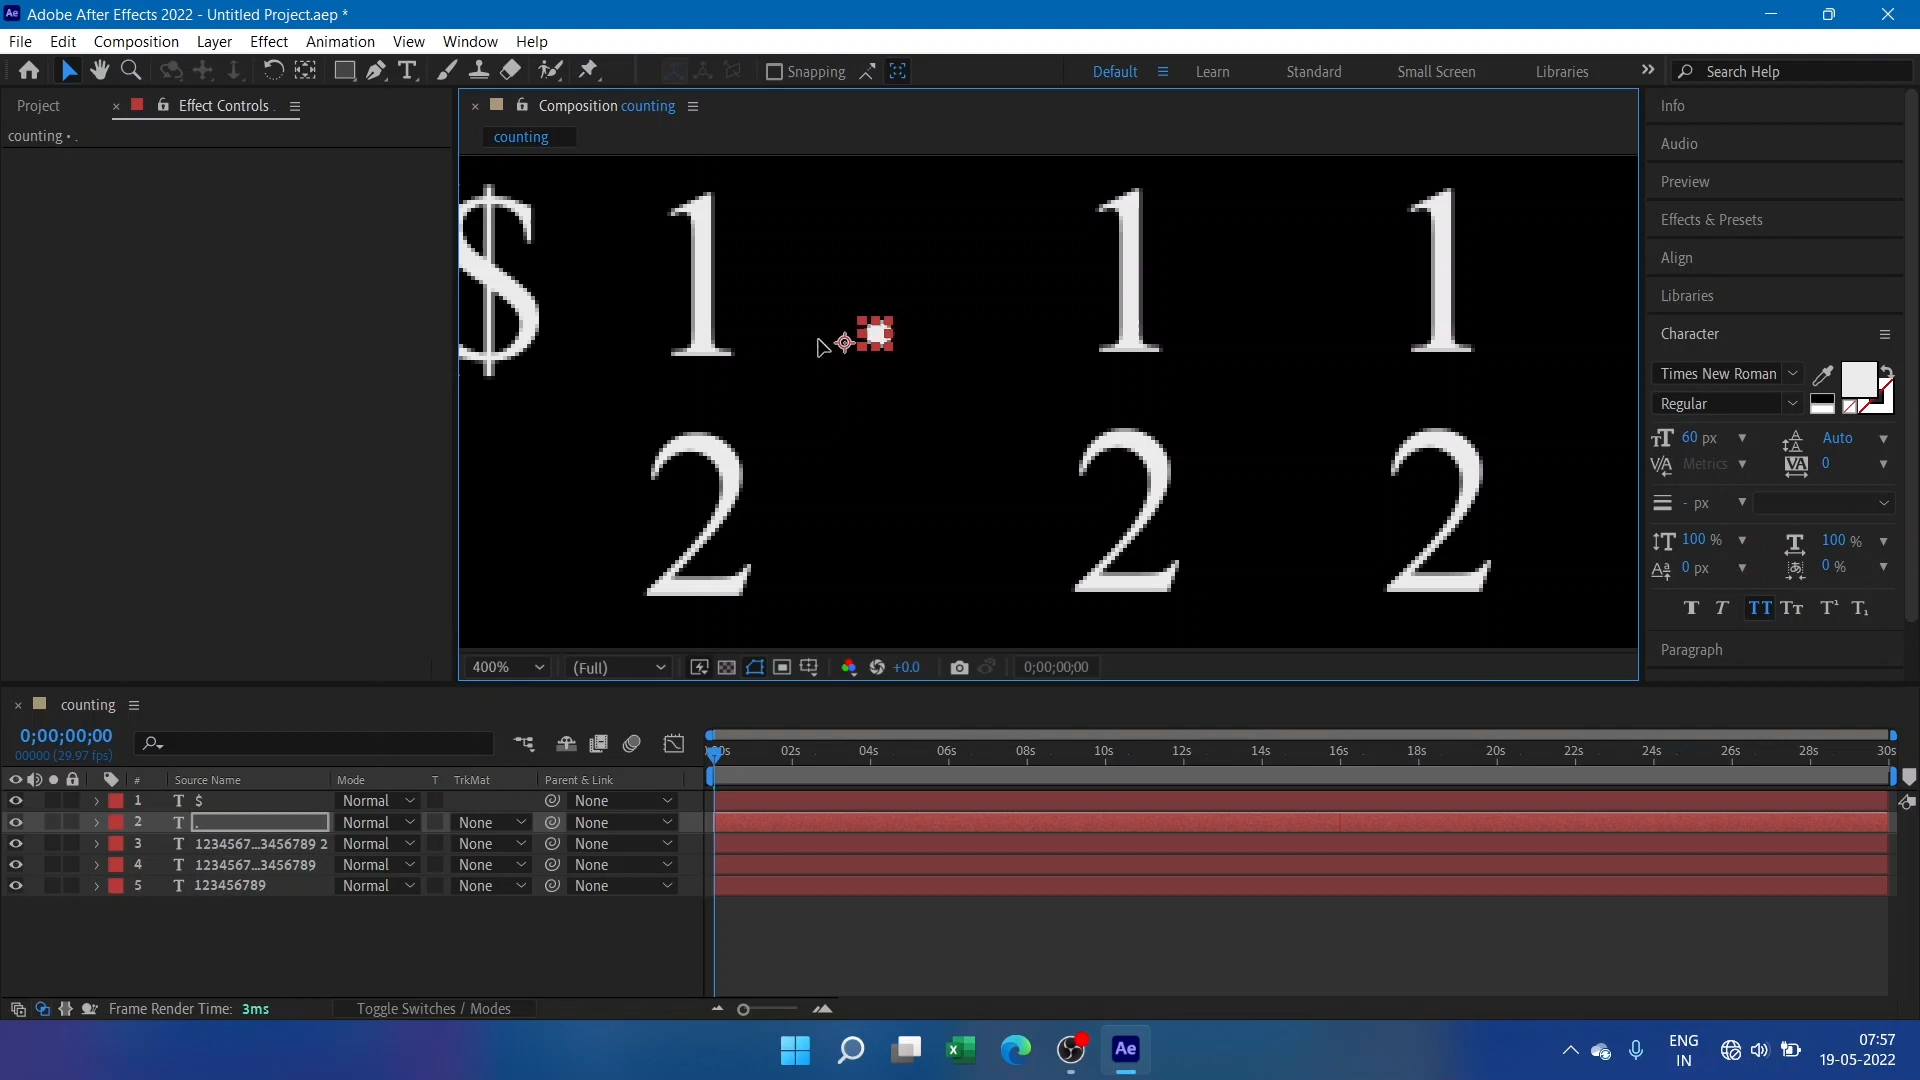 Ae Adobe After Effects 2022 - Untitled Project.aep *
File Edit Composition Layer Effect Animation View Window Help
Snapping Default Learn Standard Small Screen Libraries Search Help
Project Effect Controls .
counting • .
Composition counting
counting
$ 1 1 1
2 2 2
400% (Full) +0.0 0;00;00;00
Info
Audio
Preview
Effects & Presets
Align
Libraries
Character
Times New Roman
Regular
60 px Auto
Metrics 0
- px
100 % 100 %
0 px 0 %
T T TT Tт T¹ T₁
Paragraph
counting
0;00;00;00
00000 (29.97 fps)
:00s 02s 04s 06s 08s 10s 12s 14s 16s 18s 20s 22s 24s 26s 28s 30s
# Source Name Mode T TrkMat Parent & Link
1 T $ Normal None
2 T . Normal None None
3 T 1234567...3456789 2 Normal None None
4 T 1234567...3456789 Normal None None
5 T 123456789 Normal None None
Frame Render Time: 3ms Toggle Switches / Modes
Ae
ENG
IN
07:57
19-05-2022